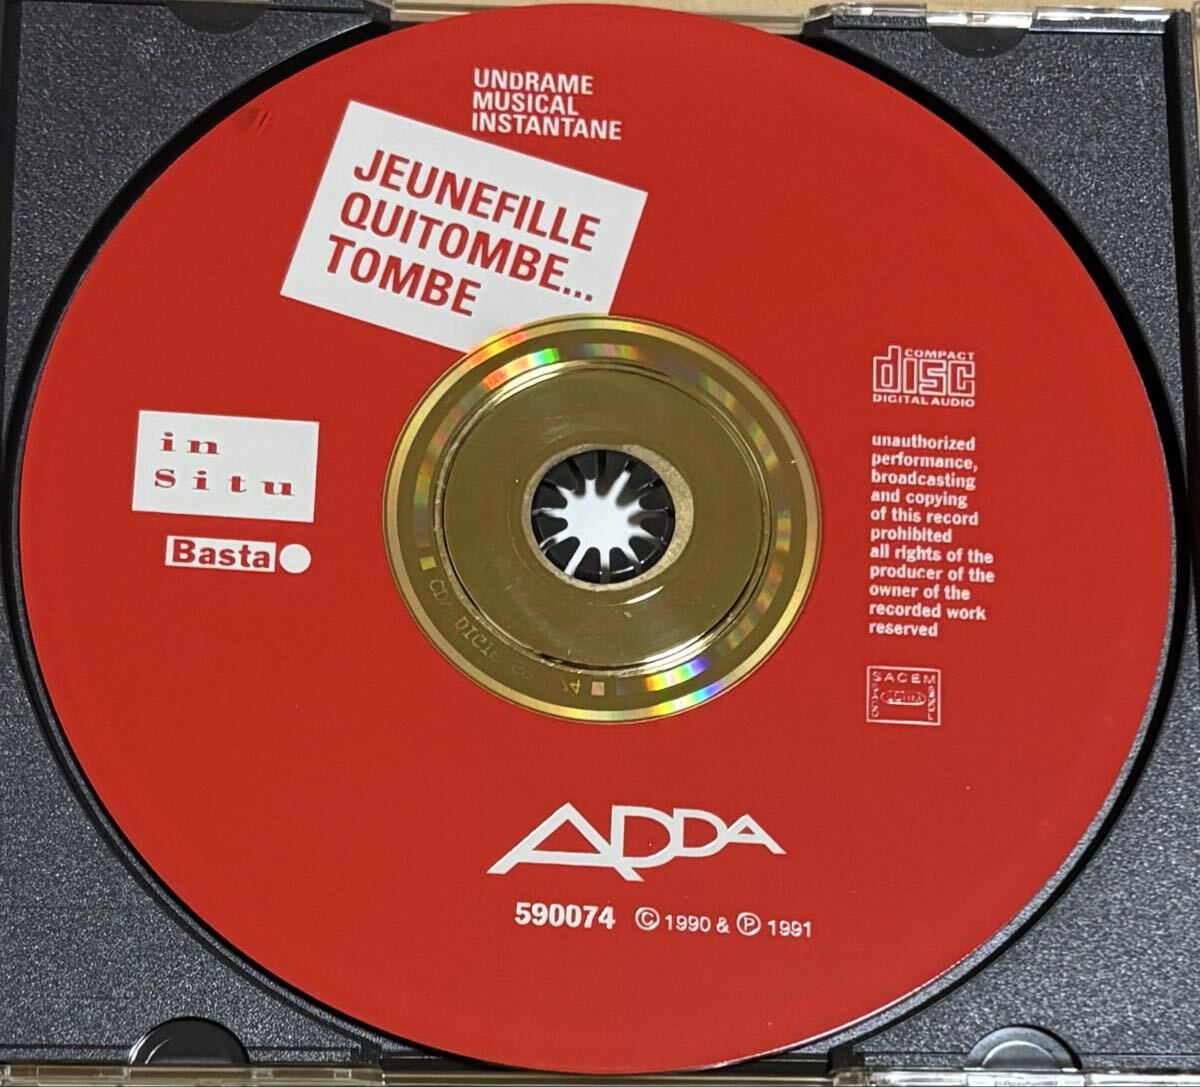 UNDRAME
MUSICAL
INSTANTANE
JEUNEFILLE
QUITOMBE...
TOMBE
in
Situ
Basta
COMPACT
disc
DIGITAL AUDIO
unauthorized
performance,
broadcasting
and copying
of this record
prohibited
all rights of the
producer of the
owner of the
recorded work
reserved
SACEM
ADDA
590074 © 1990 & ℗ 1991